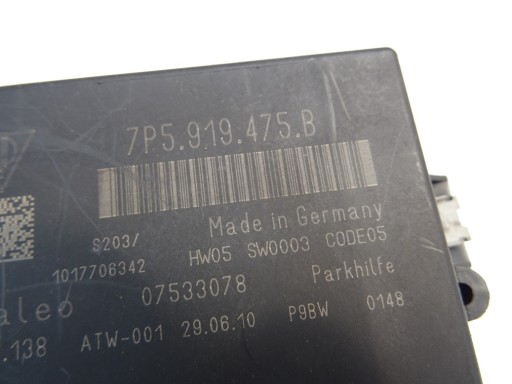 7P5.919.475.B
Made in Germany
S203/
HW05 SW0003 CODE05
1017706342
07533078
Parkhilfe
aleo
.138 ATW-001 29.06.10 P9BW 0148